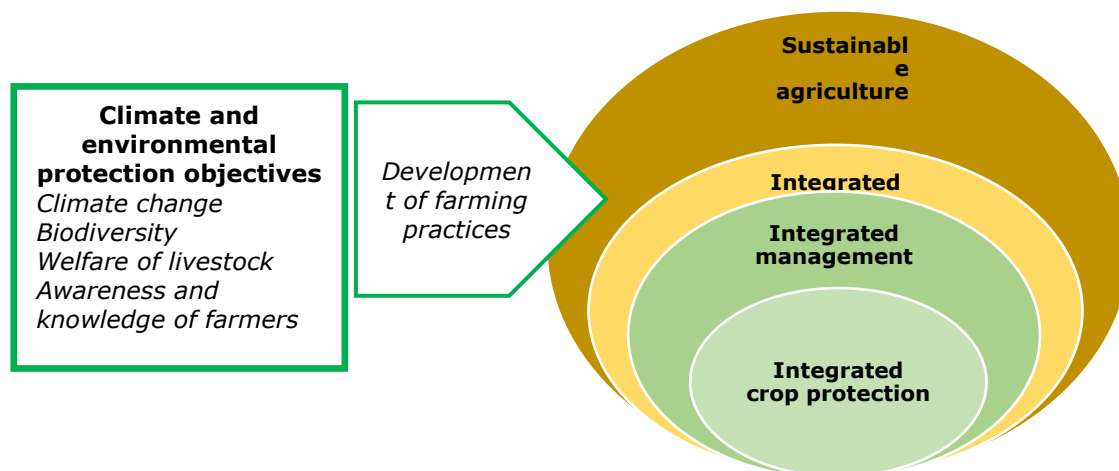 Climate and
environmental
protection objectives
Climate change
Biodiversity
Welfare of livestock
Awareness and
knowledge of farmers
Developmen
t of farming
practices
Sustainabl
e
agriculture
Integrated
Integrated
management
Integrated
crop protection